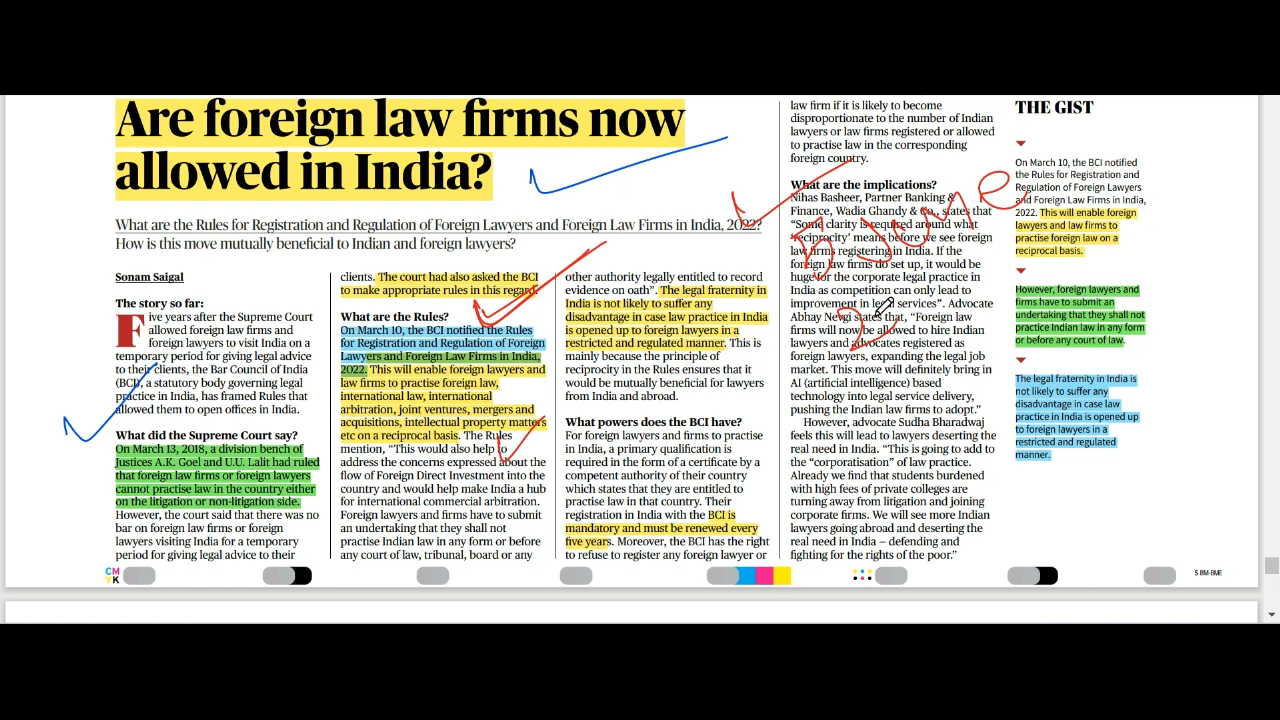 Are foreign law firms now
allowed in India?
What are the Rules for Registration and Regulation of Foreign Lawyers and Foreign Law Firms in India, 2022?
How is this move mutually beneficial to Indian and foreign lawyers?
Sonam Saigal
The story so far:
Five years after the Supreme Court
allowed foreign law firms and
foreign lawyers to visit India on a
temporary period for giving legal advice
to their clients, the Bar Council of India
(BCI), a statutory body governing legal
practice in India, has framed Rules that
allowed them to open offices in India.
What did the Supreme Court say?
On March 13, 2018, a division bench of
Justices A.K. Goel and U.U. Lalit had ruled
that foreign law firms or foreign lawyers
cannot practise law in the country either
on the litigation or non-litigation side.
However, the court said that there was no
bar on foreign law firms or foreign
lawyers visiting India for a temporary
period for giving legal advice to their
clients. The court had also asked the BCI
to make appropriate rules in this regard.
What are the Rules?
On March 10, the BCI notified the Rules
for Registration and Regulation of Foreign
Lawyers and Foreign Law Firms in India,
2022. This will enable foreign lawyers and
law firms to practise foreign law,
international law, international
arbitration, joint ventures, mergers and
acquisitions, intellectual property matters
etc on a reciprocal basis. The Rules
mention, “This would also help to
address the concerns expressed about the
flow of Foreign Direct Investment into the
country and would help make India a hub
for international commercial arbitration.
Foreign lawyers and firms have to submit
an undertaking that they shall not
practise Indian law in any form or before
any court of law, tribunal, board or any
other authority legally entitled to record
evidence on oath”. The legal fraternity in
India is not likely to suffer any
disadvantage in case law practice in India
is opened up to foreign lawyers in a
restricted and regulated manner. This is
mainly because the principle of
reciprocity in the Rules ensures that it
would be mutually beneficial for lawyers
from India and abroad.
What powers does the BCI have?
For foreign lawyers and firms to practise
in India, a primary qualification is
required in the form of a certificate by a
competent authority of their country
which states that they are entitled to
practise law in that country. Their
registration in India with the BCI is
mandatory and must be renewed every
five years. Moreover, the BCI has the right
to refuse to register any foreign lawyer or
law firm if it is likely to become
disproportionate to the number of Indian
lawyers or law firms registered or allowed
to practise law in the corresponding
foreign country.
What are the implications?
Nihas Basheer, Partner Banking &
Finance, Wadia Ghandy & Co., states that
“Some clarity is required around what
‘reciprocity’ means before we see foreign
law firms registering in India. If the
foreign law firms do set up, it would be
huge for the corporate legal practice in
India as competition can only lead to
improvement in legal services”. Advocate
Abhay Nevgi states that, “Foreign law
firms will now be allowed to hire Indian
lawyers and advocates registered as
foreign lawyers, expanding the legal job
market. This move will definitely bring in
AI (artificial intelligence) based
technology into legal service delivery,
pushing the Indian law firms to adopt.”
However, advocate Sudha Bharadwaj
feels this will lead to lawyers deserting the
real need in India. “This is going to add to
the “corporatisation” of law practice.
Already we find that students burdened
with high fees of private colleges are
turning away from litigation and joining
corporate firms. We will see more Indian
lawyers going abroad and deserting the
real need in India – defending and
fighting for the rights of the poor.”
THE GIST
On March 10, the BCI notified
the Rules for Registration and
Regulation of Foreign Lawyers
and Foreign Law Firms in India,
2022. This will enable foreign
lawyers and law firms to
practise foreign law on a
reciprocal basis.
However, foreign lawyers and
firms have to submit an
undertaking that they shall not
practice Indian law in any form
or before any court of law.
The legal fraternity in India is
not likely to suffer any
disadvantage in case law
practice in India is opened up
to foreign lawyers in a
restricted and regulated
manner.
CM
YK
S BM-BME